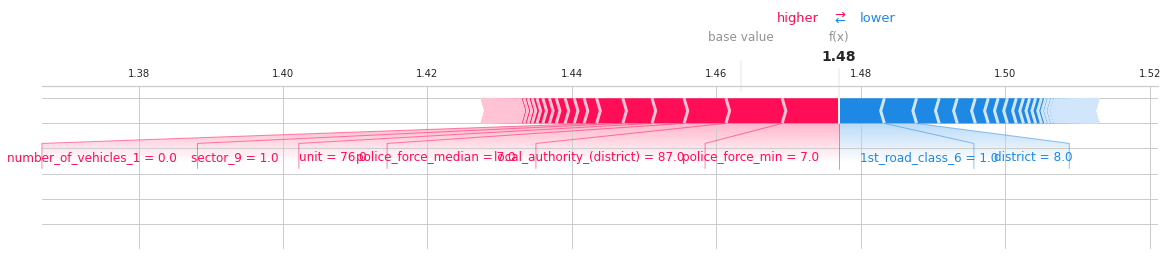 higher ⇄ lower
base value f(x)
1.48
1.38 1.40 1.42 1.44 1.46 1.48 1.50 1.52
number_of_vehicles_1 = 0.0 sector_9 = 1.0 unit = 76.0 police_force_median = 7.0 local_authority_(district) = 87.0 police_force_min = 7.0 1st_road_class_6 = 1.0 district = 8.0